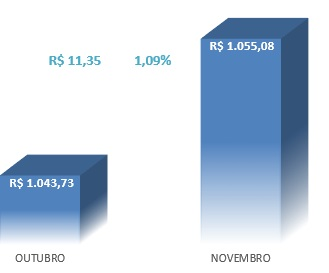 R$ 1.055,08
R$ 11,35 1,09%
R$ 1.043,73
OUTUBRO NOVEMBRO